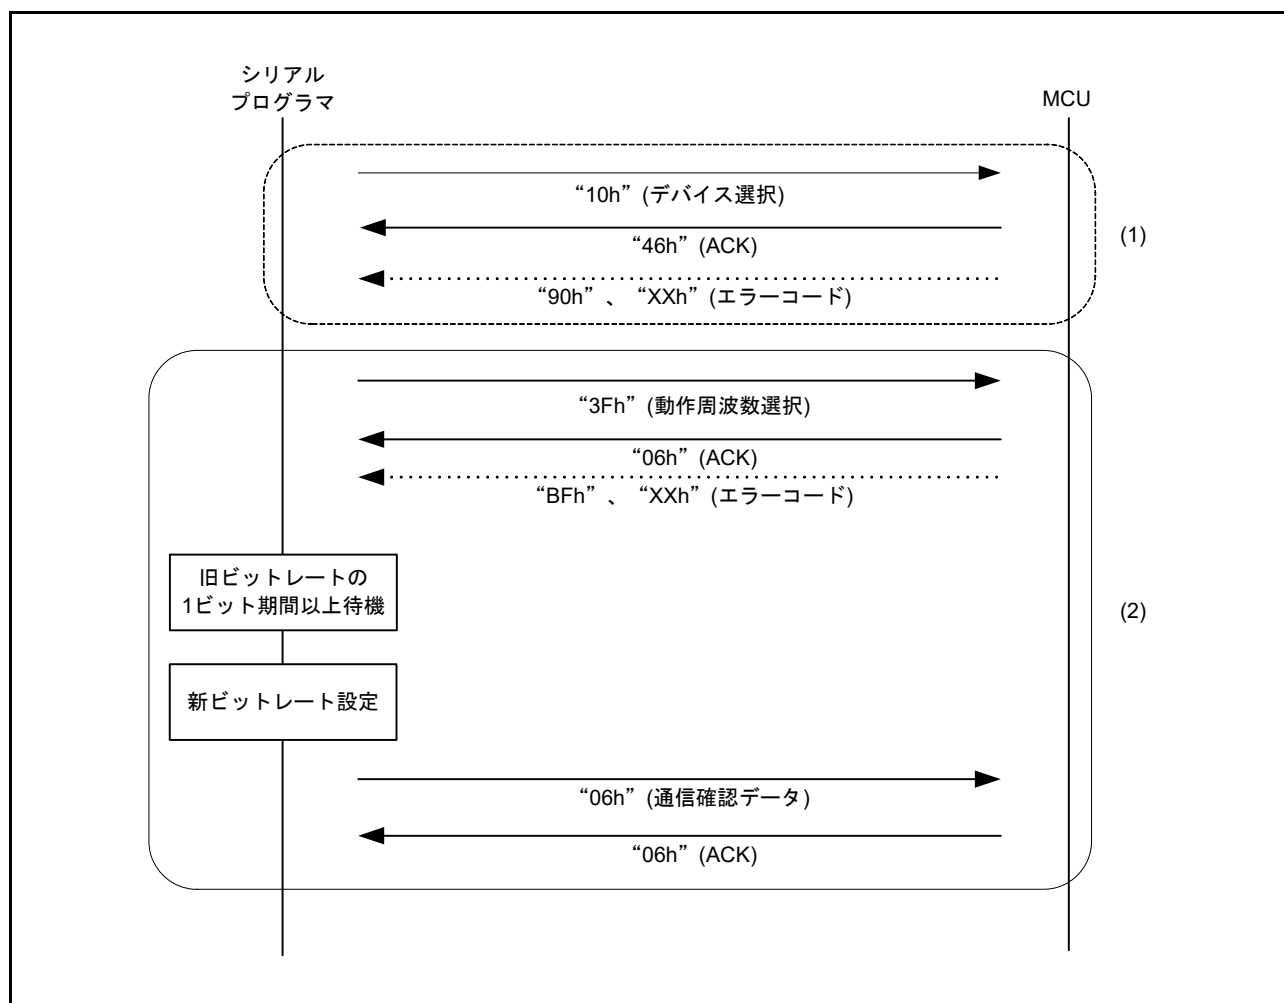 シリアル
プログラマ
MCU
“10h” (デバイス選択)
“46h” (ACK)
“90h” 、 “XXh” (エラーコード)
(1)
“3Fh” (動作周波数選択)
“06h” (ACK)
“BFh” 、 “XXh” (エラーコード)
旧ビットレートの
1ビット期間以上待機
(2)
新ビットレート設定
“06h” (通信確認データ)
“06h” (ACK)